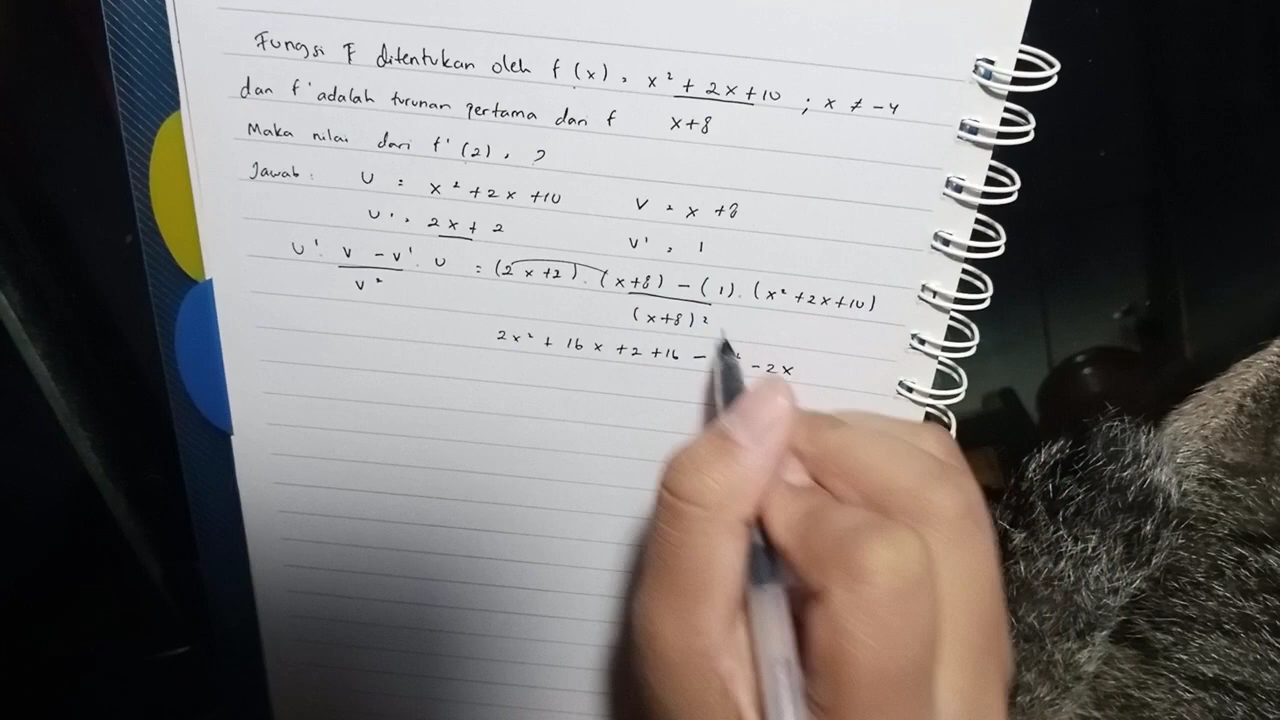 Fungsi F ditentukan oleh f(x) = x² + 2x + 10 ; x ≠ -4
dan f' adalah turunan pertama dari f x+8
Maka nilai dari f'(2) = ?
Jawab : U = x² + 2x + 10 V = x + 8
U' = 2x + 2 V' = 1
U' . V - V' . U = (2x+2) . (x+8) - (1) . (x² + 2x + 10)
V² (x+8)²
2x² + 16x + 2 + 16 - ² - 2x